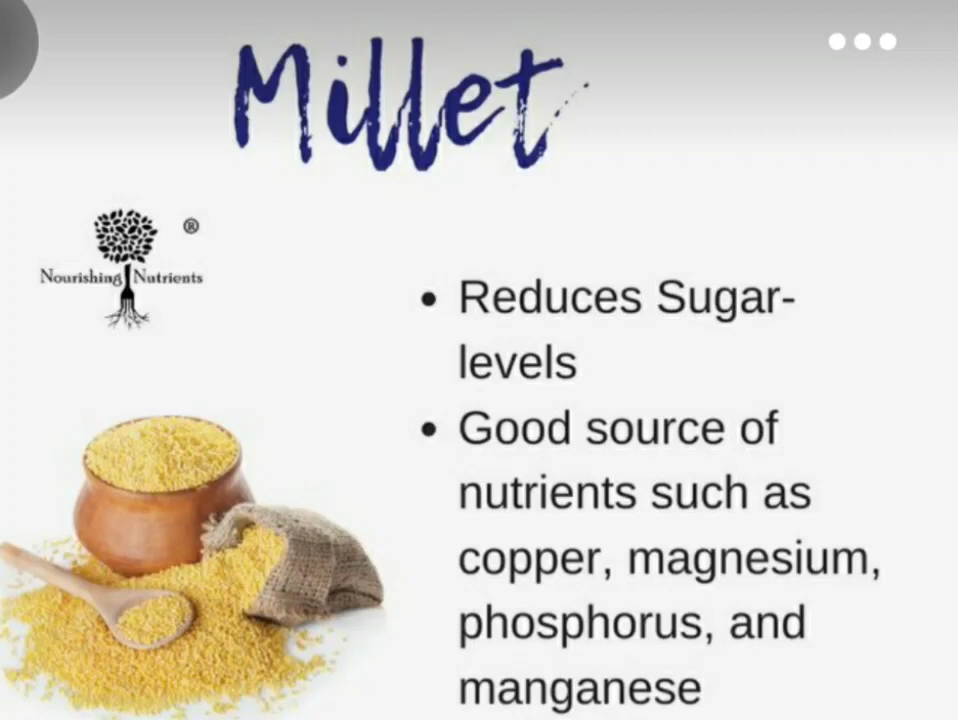 Millet
®
Nourishing Nutrients
• Reduces Sugar-
levels
• Good source of
nutrients such as
copper, magnesium,
phosphorus, and
manganese